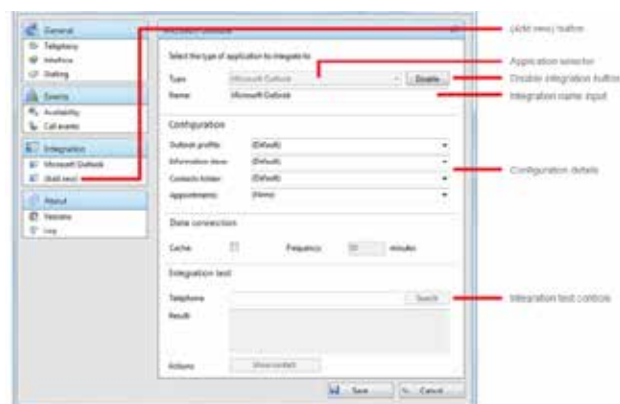 General
Telephony
Interface
Dialling
Events
Availability
Call events
Integration
Microsoft Outlook
(Add new)
About
Versions
Log
Select the type of application to integrate to
Type Microsoft Outlook Disable
Name Microsoft Outlook
Configuration
Outlook profile (Default)
Information store (Default)
Contacts folder (Default)
Appointments (None)
Data connection
Cache Frequency minutes
Integration test
Telephone Search
Result
Actions Show contact
Save Cancel
(Add new) button
Application selector
Disable integration button
Integration name input
Configuration details
Integration test controls